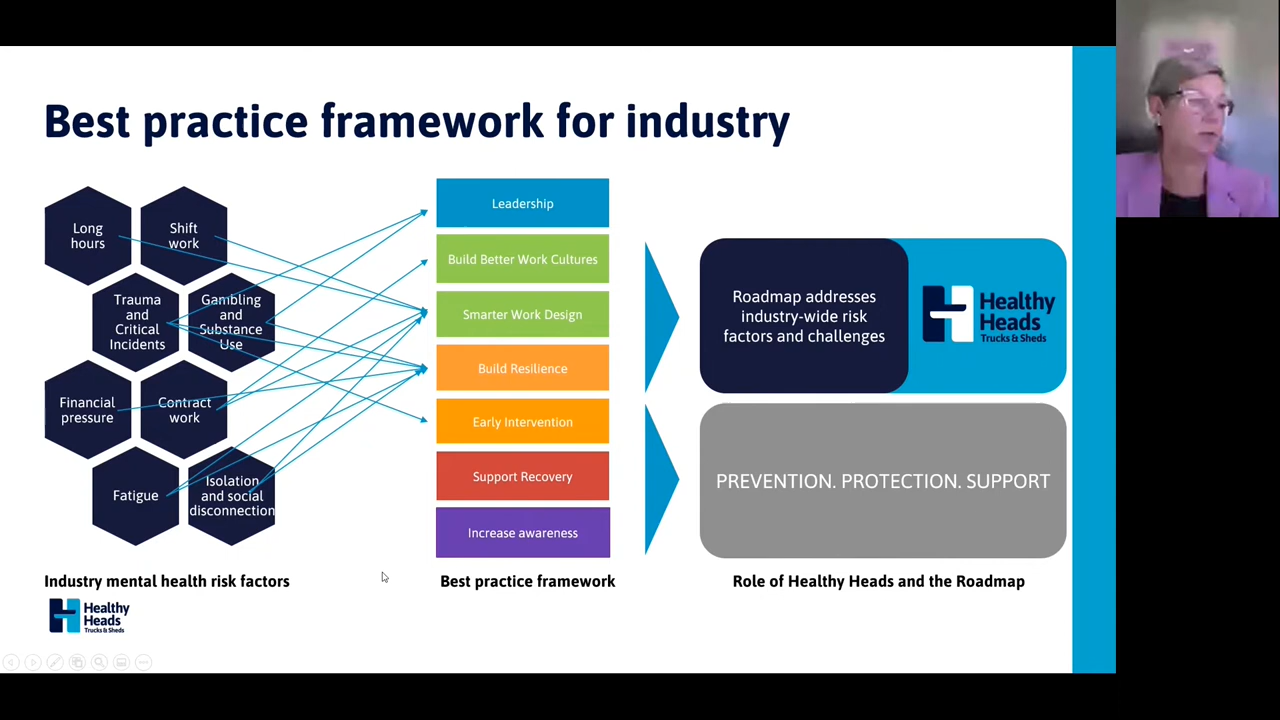 Best practice framework for industry
Long
hours
Shift
work
Trauma
and
Critical
Incidents
Gambling
and
Substance
Use
Financial
pressure
Contract
work
Fatigue
Isolation
and social
disconnection
Industry mental health risk factors
Leadership
Build Better Work Cultures
Smarter Work Design
Build Resilience
Early Intervention
Support Recovery
Increase awareness
Best practice framework
Roadmap addresses
industry-wide risk
factors and challenges
Healthy
Heads
Trucks & Sheds
PREVENTION. PROTECTION. SUPPORT
Role of Healthy Heads and the Roadmap
Healthy
Heads
Trucks & Sheds